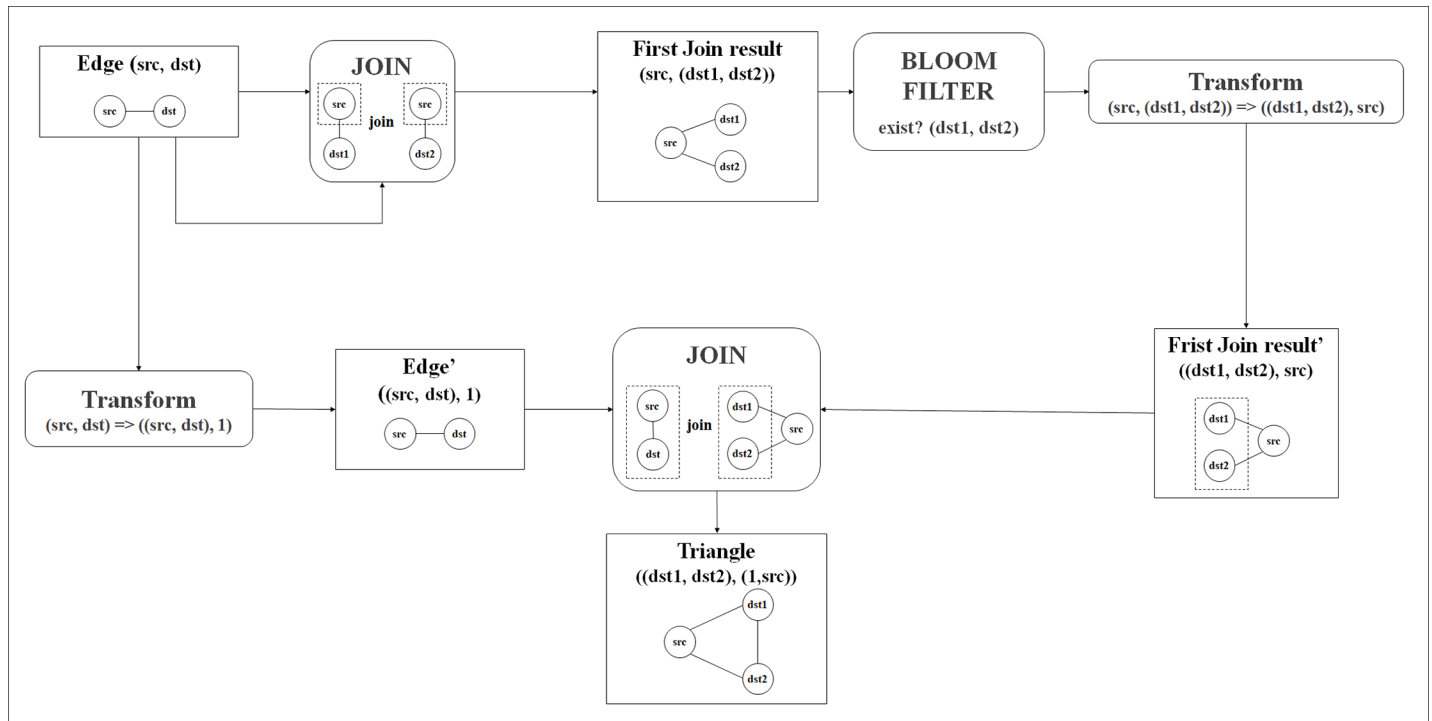 Edge (src, dst)
src
dst
JOIN
src
src
join
dst1
dst2
First Join result
(src, (dst1, dst2))
dst1
src
dst2
BLOOM
FILTER
exist? (dst1, dst2)
Transform
(src, (dst1, dst2)) => ((dst1, dst2), src)
Transform
(src, dst) => ((src, dst), 1)
Edge’
((src, dst), 1)
src
dst
JOIN
src
dst1
join
src
dst
dst2
Frist Join result’
((dst1, dst2), src)
dst1
src
dst2
Triangle
((dst1, dst2), (1,src))
dst1
src
dst2